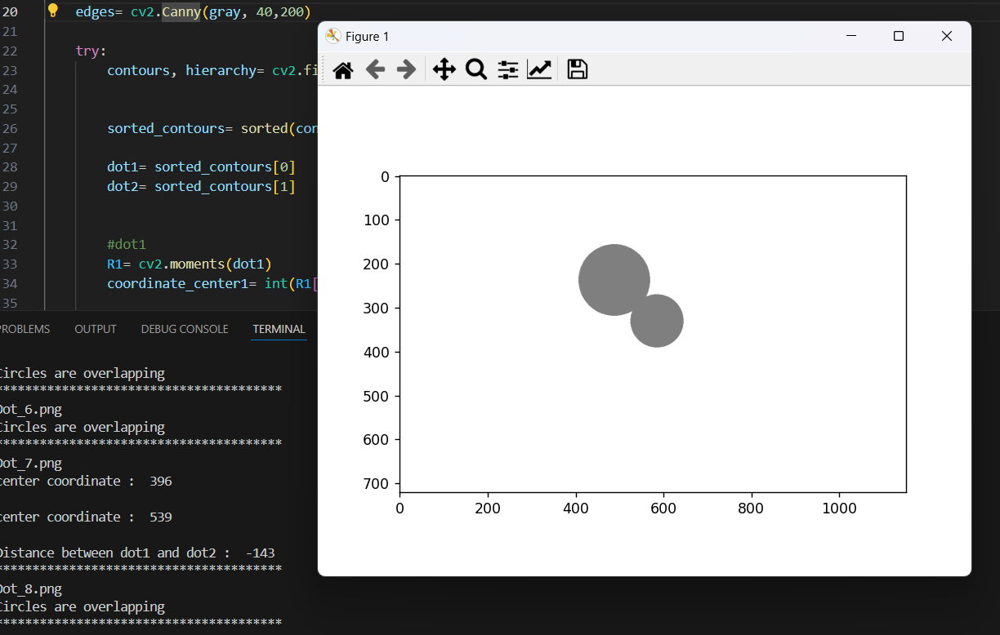 20 edges= cv2.Canny(gray, 40,200)
21
22 try:
23 contours, hierarchy= cv2.fi
24
25
26 sorted_contours= sorted(con
27
28 dot1= sorted_contours[0]
29 dot2= sorted_contours[1]
30
31
32 #dot1
33 R1= cv2.moments(dot1)
34 coordinate_center1= int(R1[
35
Figure 1
0
100
200
300
400
500
600
700
0 200 400 600 800 1000
PROBLEMS OUTPUT DEBUG CONSOLE TERMINAL
Circles are overlapping
****************************************
Dot_6.png
Circles are overlapping
****************************************
Dot_7.png
center coordinate :  396
center coordinate :  539
Distance between dot1 and dot2 :  -143
****************************************
Dot_8.png
Circles are overlapping
****************************************